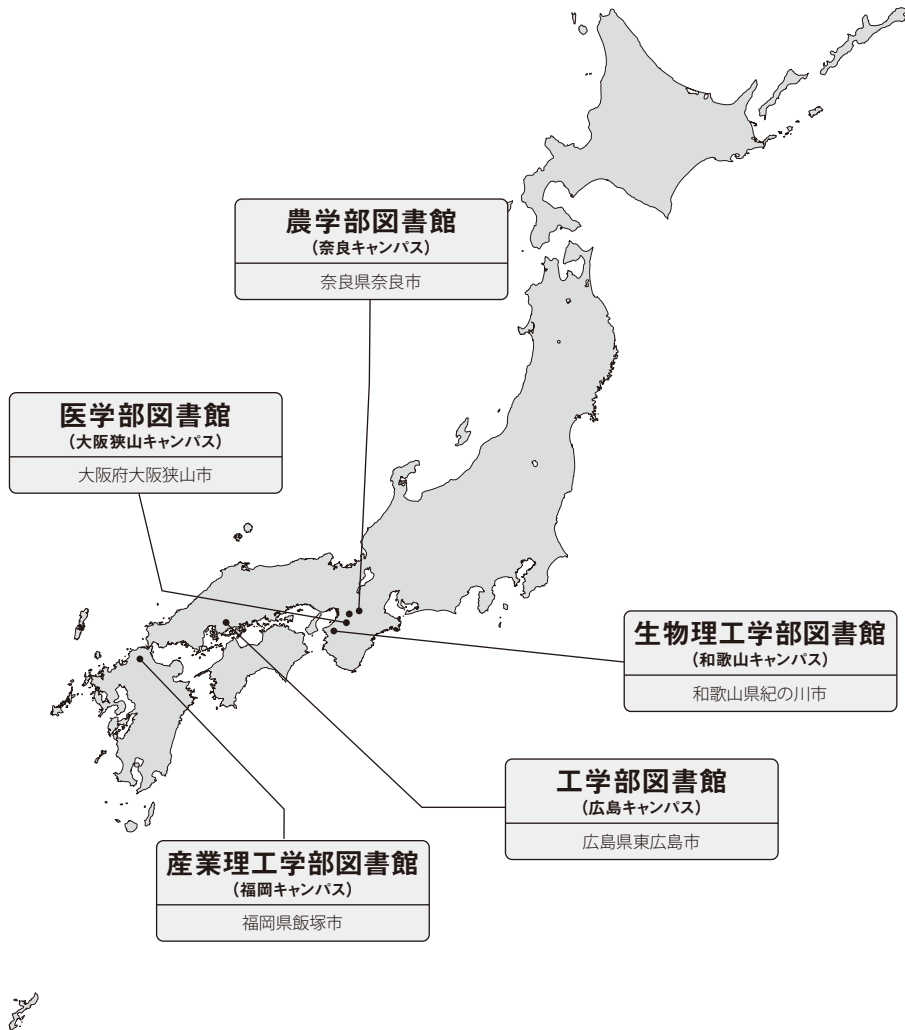 農学部図書館
(奈良キャンパス)
奈良県奈良市
医学部図書館
(大阪狭山キャンパス)
大阪府大阪狭山市
生物理工学部図書館
(和歌山キャンパス)
和歌山県紀の川市
工学部図書館
(広島キャンパス)
広島県東広島市
産業理工学部図書館
(福岡キャンパス)
福岡県飯塚市